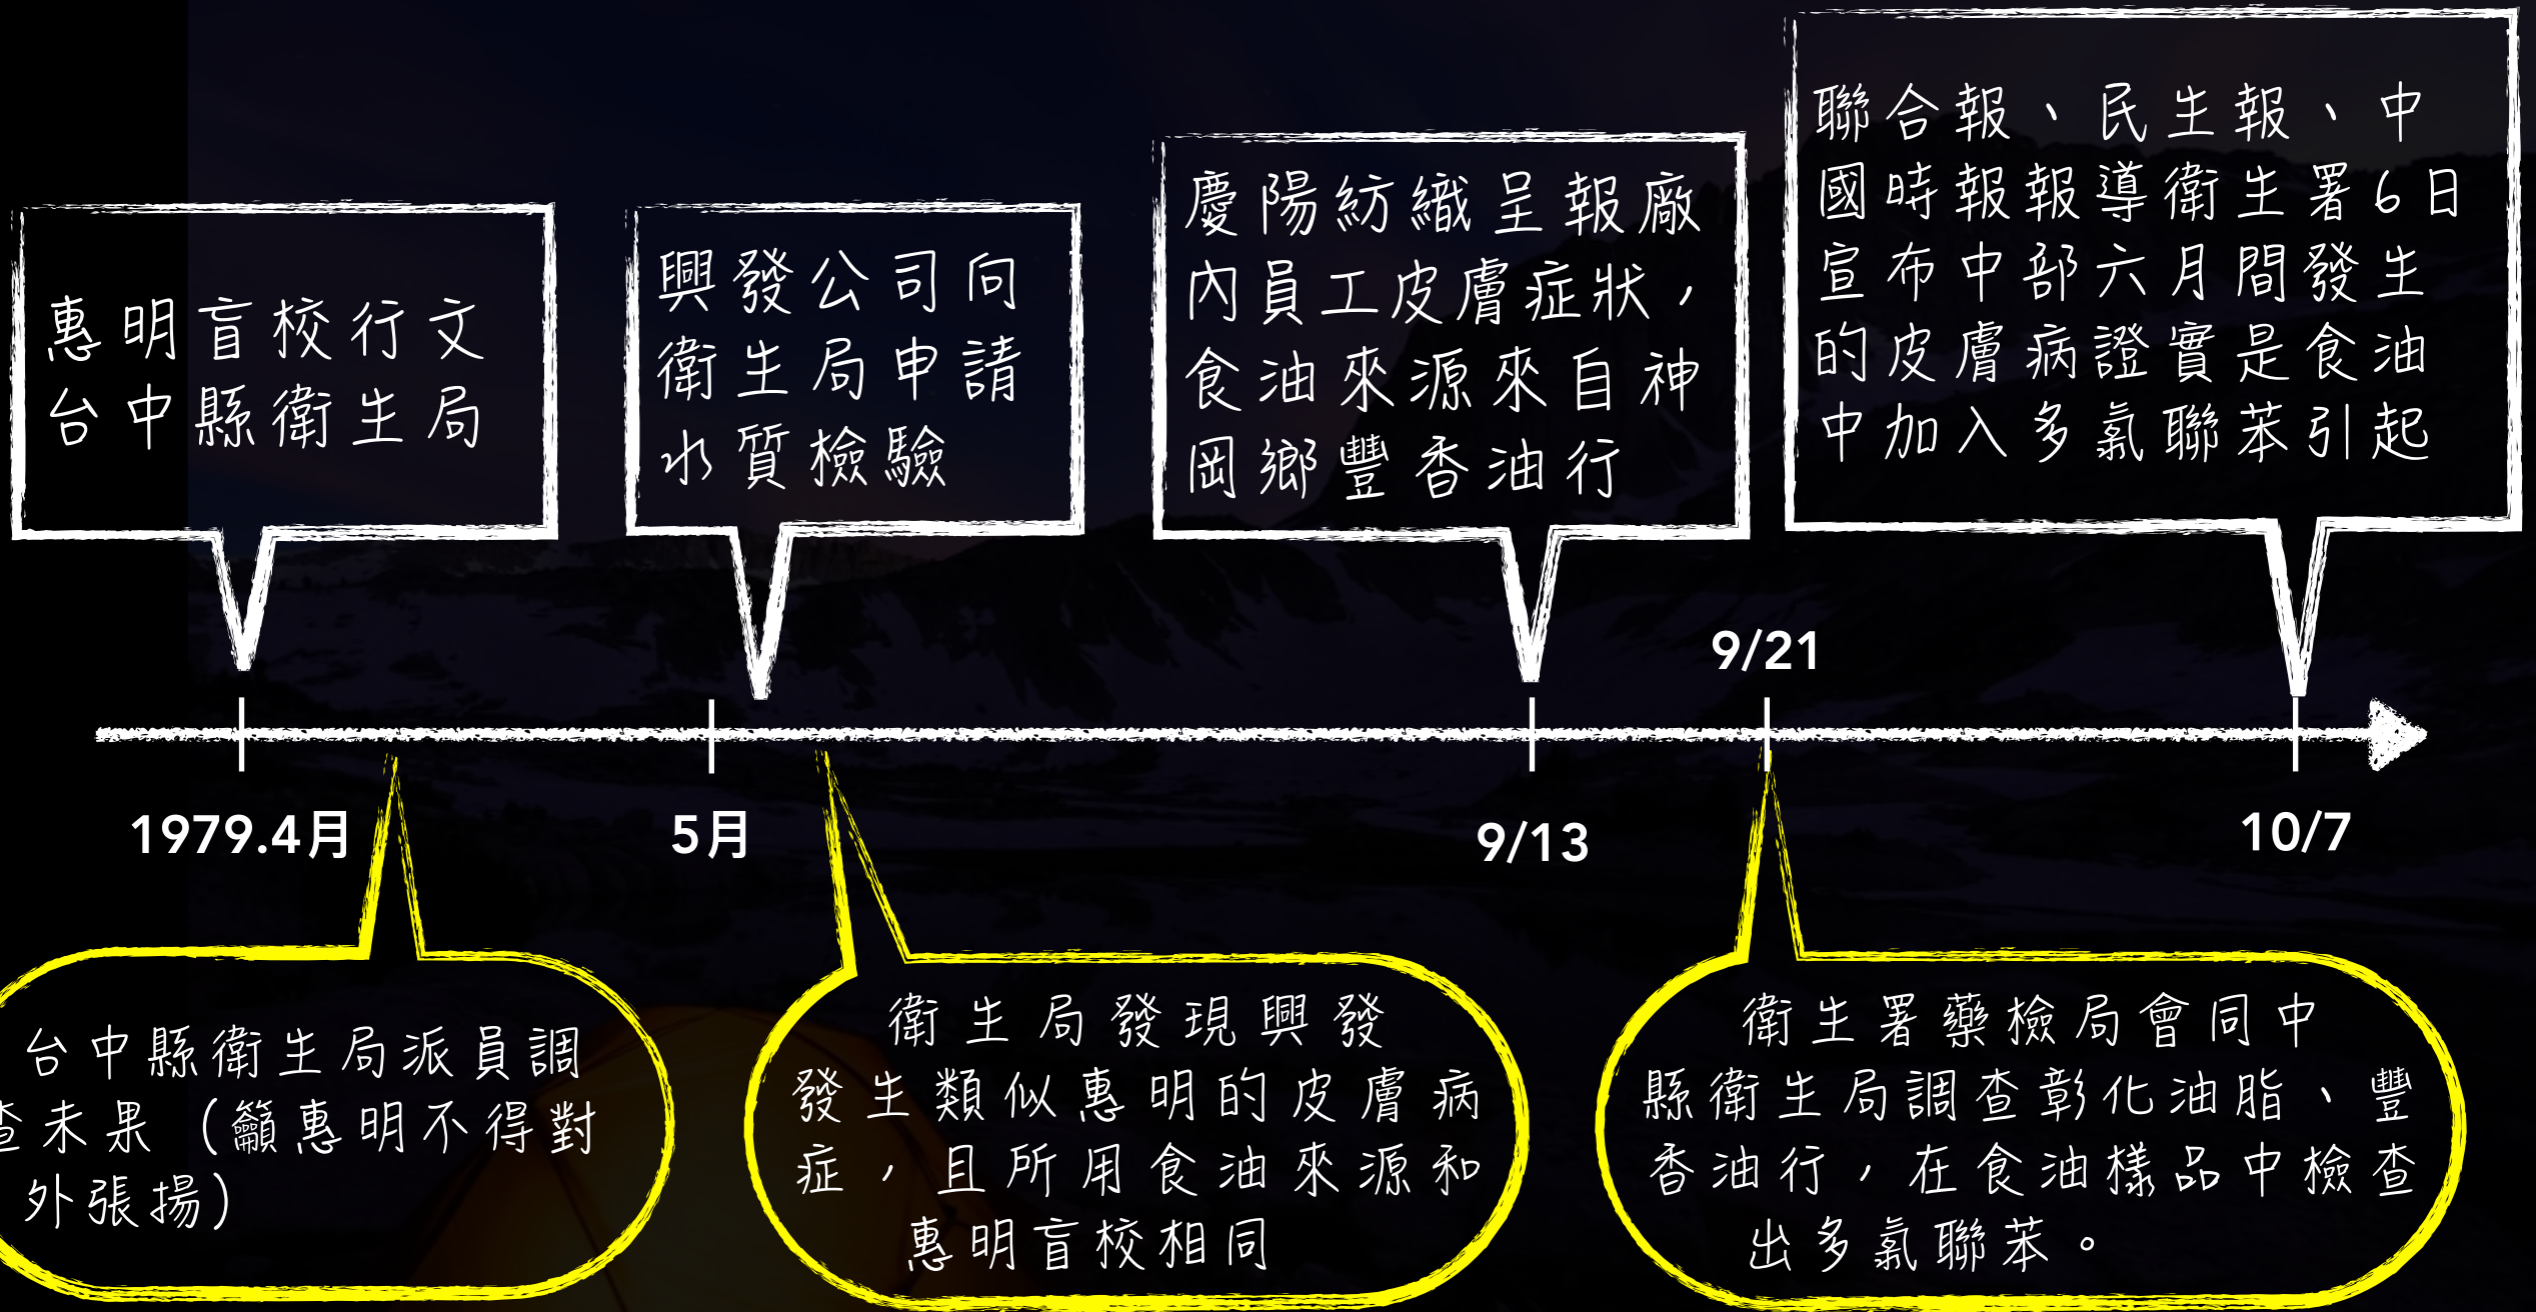 惠明盲校行文
台中縣衛生局
興發公司向
衛生局申請
水質檢驗
慶陽紡織呈報廠
內員工皮膚症狀，
食油來源來自神
岡鄉豐香油行
聯合報、民生報、中
國時報報導衛生署6日
宣布中部六月間發生
的皮膚病證實是食油
中加入多氯聯苯引起
9/21
1979.4月
5月
9/13
10/7
台中縣衛生局派員調
查未果（籲惠明不得對
外張揚）
衛生局發現興發
發生類似惠明的皮膚病
症，且所用食油來源和
惠明盲校相同
衛生署藥檢局會同中
縣衛生局調查彰化油脂、豐
香油行，在食油樣品中檢查
出多氯聯苯。